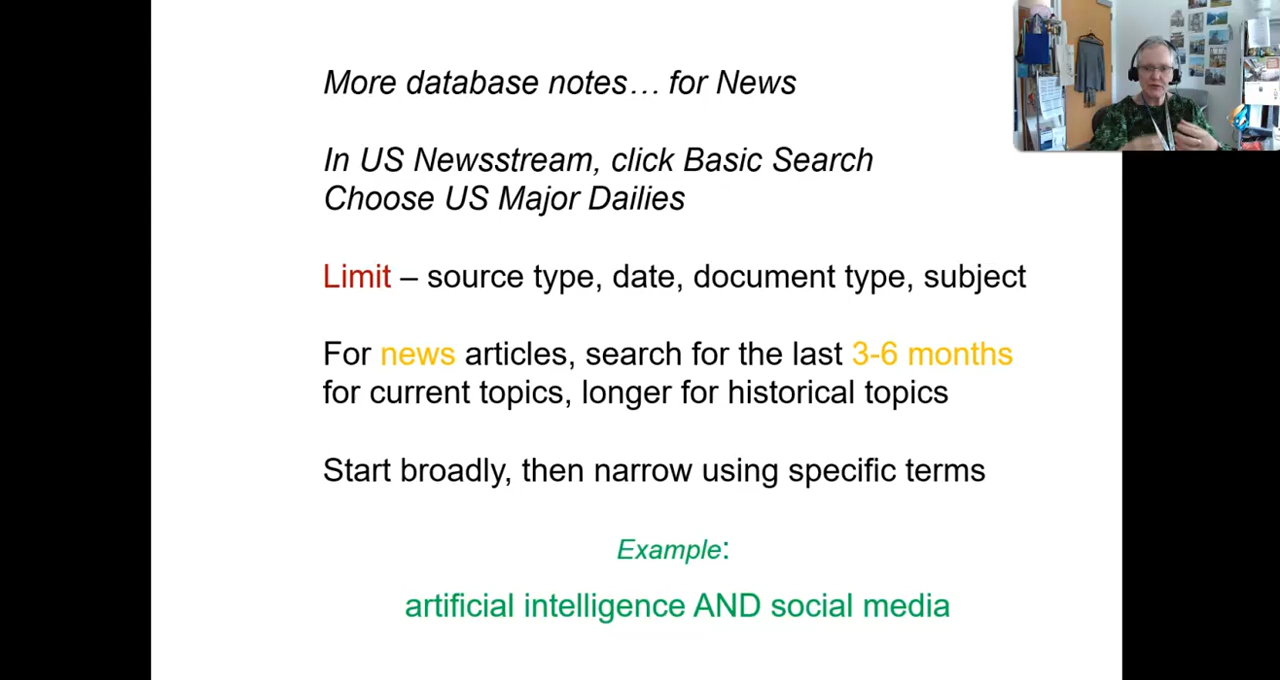 More database notes… for News
In US Newsstream, click Basic Search
Choose US Major Dailies
Limit – source type, date, document type, subject
For news articles, search for the last 3-6 months
for current topics, longer for historical topics
Start broadly, then narrow using specific terms
Example:
artificial intelligence AND social media